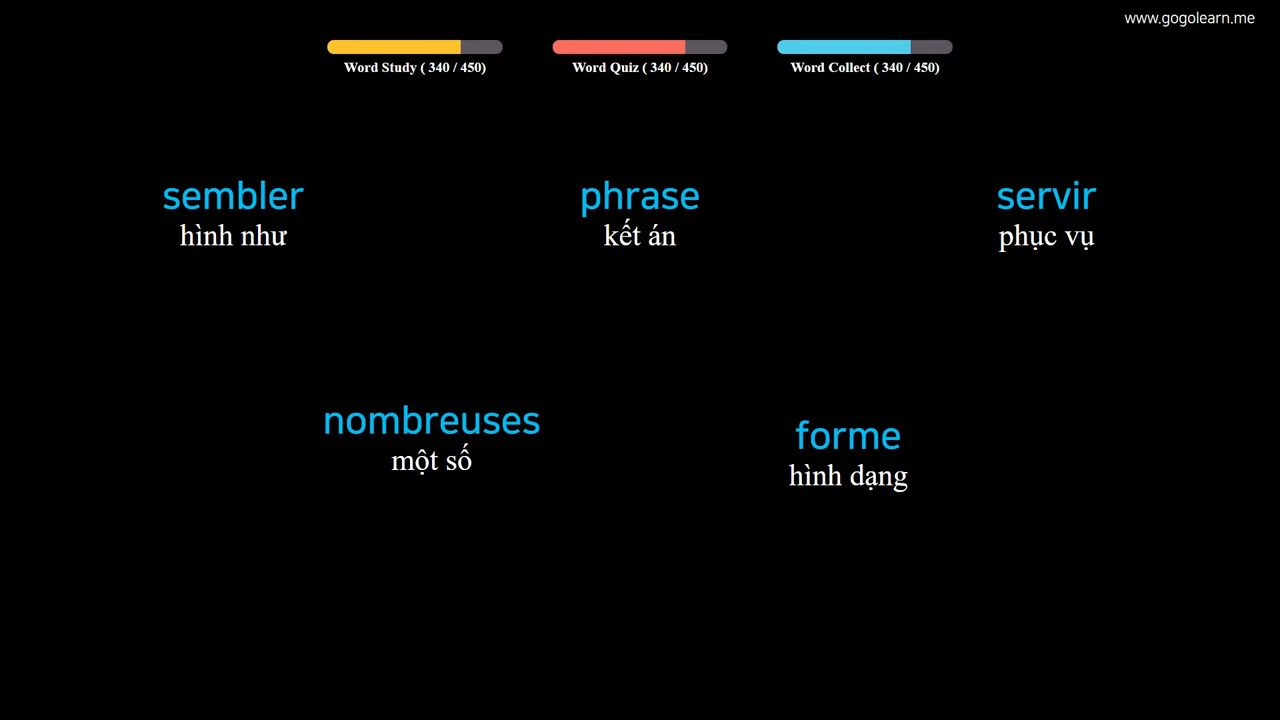 www.gogolearn.me
Word Study ( 340 / 450)
Word Quiz ( 340 / 450)
Word Collect ( 340 / 450)
sembler
hình như
phrase
kết án
servir
phục vụ
nombreuses
một số
forme
hình dạng